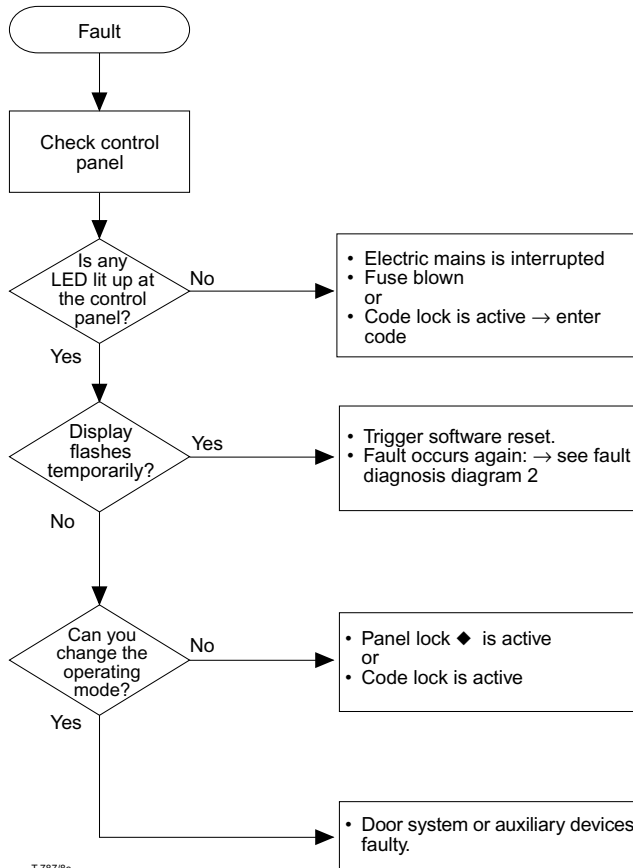 Fault
Check control
panel
Is any
LED lit up at
the control
panel?
No
• Electric mains is interrupted
• Fuse blown
or
• Code lock is active → enter
code
Yes
Display
flashes
temporarily?
Yes
• Trigger software reset.
• Fault occurs again: → see fault
diagnosis diagram 2
No
Can you
change the
operating
mode?
No
• Panel lock ◆ is active
or
• Code lock is active
Yes
• Door system or auxiliary devices
faulty.